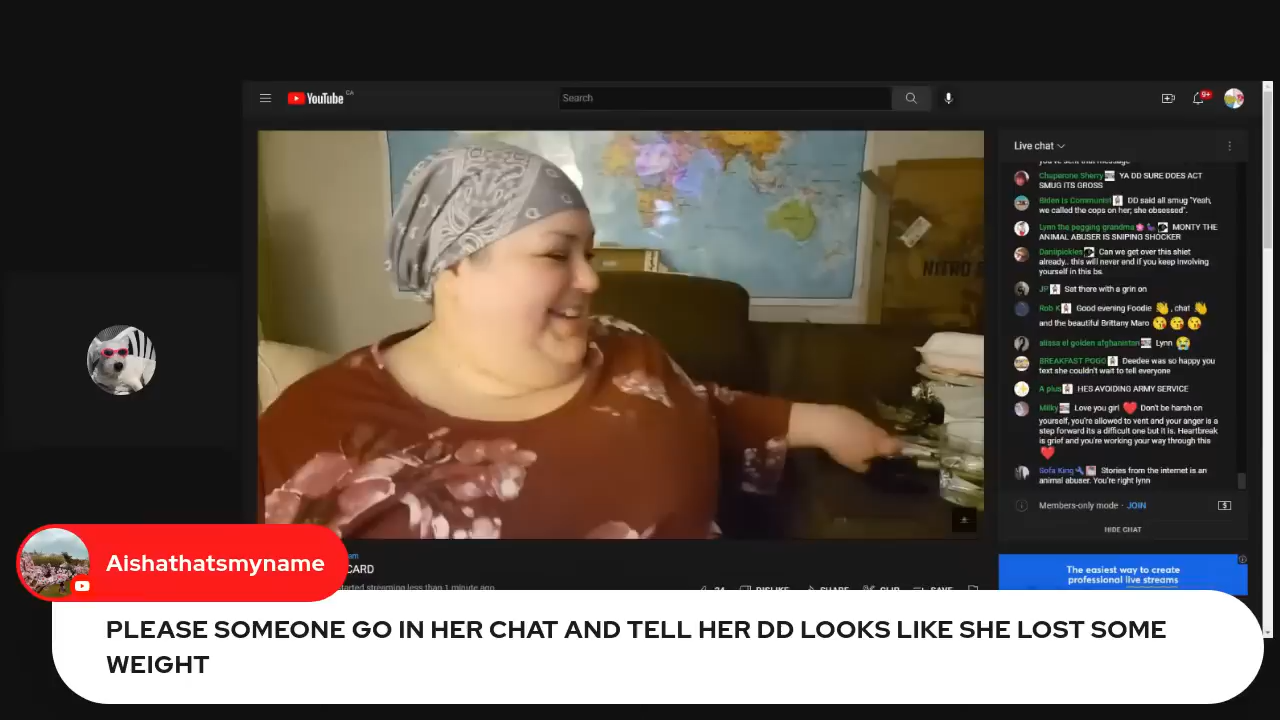 YouTube CA
Search
9+
Live chat
you've sent that message
Chaperone Sherry YA DD SURE DOES ACT
SMUG ITS GROSS
Biden Is Communist DD said all smug "Yeah,
we called the cops on her; she obsessed".
Lynn tha pegging grandma MONTY THE
ANIMAL ABUSER IS SNIPING SHOCKER
Danipickles Can we get over this shiet
already.. this will never end if you keep involving
yourself in this bs.
JP Sat there with a grin on
Rob K Good evening Foodie 👋, chat 👋
and the beautiful Brittany Maro 😘 😘 😘
alissa el golden afghanistan Lynn 😭
BREAKFAST POGO Deedee was so happy you
text she couldn't wait to tell everyone
A plus HES AVOIDING ARMY SERVICE
Milky Love you girl ❤️ Don't be harsh on
yourself, you're allowed to vent and your anger is a
step forward its a difficult one but it is. Heartbreak
is grief and you're working your way through this
❤️
Sofa King Stories from the internet is an
animal abuser. You're right lynn
Members-only mode - JOIN
HIDE CHAT
The easiest way to create
professional live streams
NITRO
CARD
started streaming less than 1 minute ago
24 DISLIKE SHARE CLIP SAVE
Aishathatsmyname
PLEASE SOMEONE GO IN HER CHAT AND TELL HER DD LOOKS LIKE SHE LOST SOME
WEIGHT